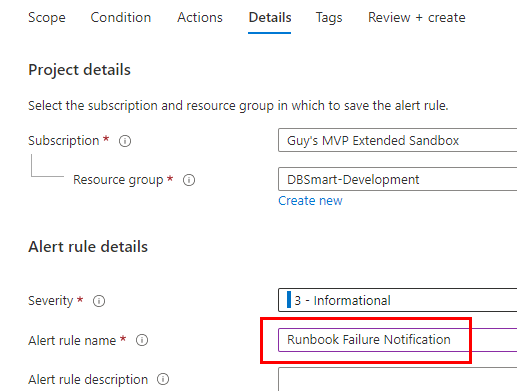 Scope Condition Actions Details Tags Review + create
Project details
Select the subscription and resource group in which to save the alert rule.
Subscription * Guy's MVP Extended Sandbox
Resource group * DBSmart-Development
Create new
Alert rule details
Severity * 3 - Informational
Alert rule name * Runbook Failure Notification
Alert rule description